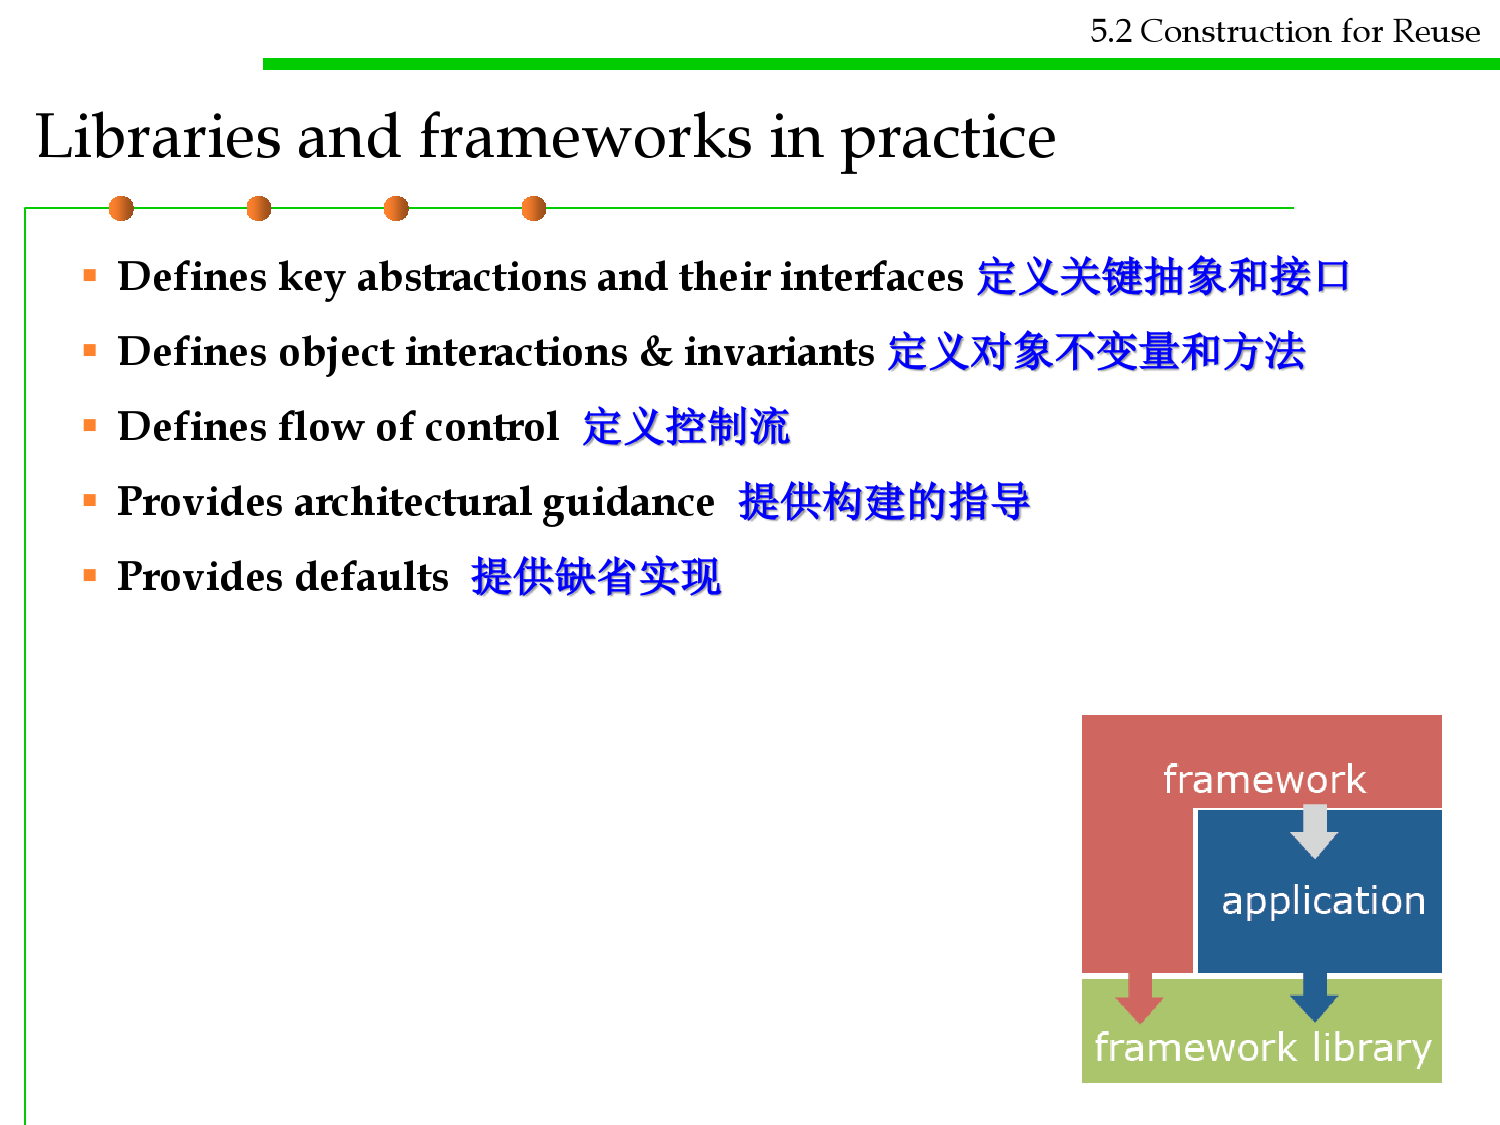 5.2 Construction for Reuse
Libraries and frameworks in practice
Defines key abstractions and their interfaces 定义关键抽象和接口
Defines object interactions & invariants 定义对象不变量和方法
Defines flow of control 定义控制流
Provides architectural guidance 提供构建的指导
Provides defaults 提供缺省实现
framework
application
framework library